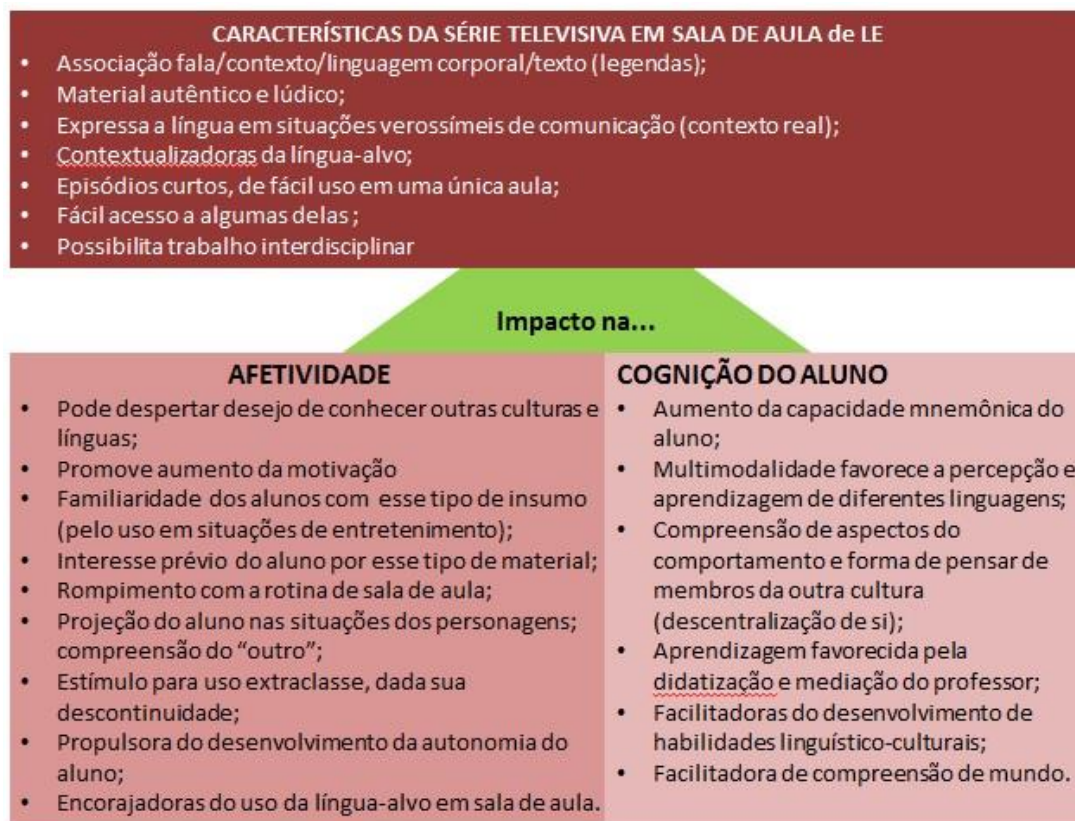 CARACTERÍSTICAS DA SÉRIE TELEVISIVA EM SALA DE AULA de LE
• Associação fala/contexto/linguagem corporal/texto (legendas);
• Material autêntico e lúdico;
• Expressa a língua em situações verossímeis de comunicação (contexto real);
• Contextualizadoras da língua-alvo;
• Episódios curtos, de fácil uso em uma única aula;
• Fácil acesso a algumas delas ;
• Possibilita trabalho interdisciplinar
Impacto na...
AFETIVIDADE
• Pode despertar desejo de conhecer outras culturas e
línguas;
• Promove aumento da motivação
• Familiaridade dos alunos com esse tipo de insumo
(pelo uso em situações de entretenimento);
• Interesse prévio do aluno por esse tipo de material;
• Rompimento com a rotina de sala de aula;
• Projeção do aluno nas situações dos personagens;
compreensão do “outro”;
• Estímulo para uso extraclasse, dada sua
descontinuidade;
• Propulsora do desenvolvimento da autonomia do
aluno;
• Encorajadoras do uso da língua-alvo em sala de aula.
COGNIÇÃO DO ALUNO
• Aumento da capacidade mnemônica do
aluno;
• Multimodalidade favorece a percepção e
aprendizagem de diferentes linguagens;
• Compreensão de aspectos do
comportamento e forma de pensar de
membros da outra cultura
(descentralização de si);
• Aprendizagem favorecida pela
didatização e mediação do professor;
• Facilitadoras do desenvolvimento de
habilidades linguístico-culturais;
• Facilitadora de compreensão de mundo.